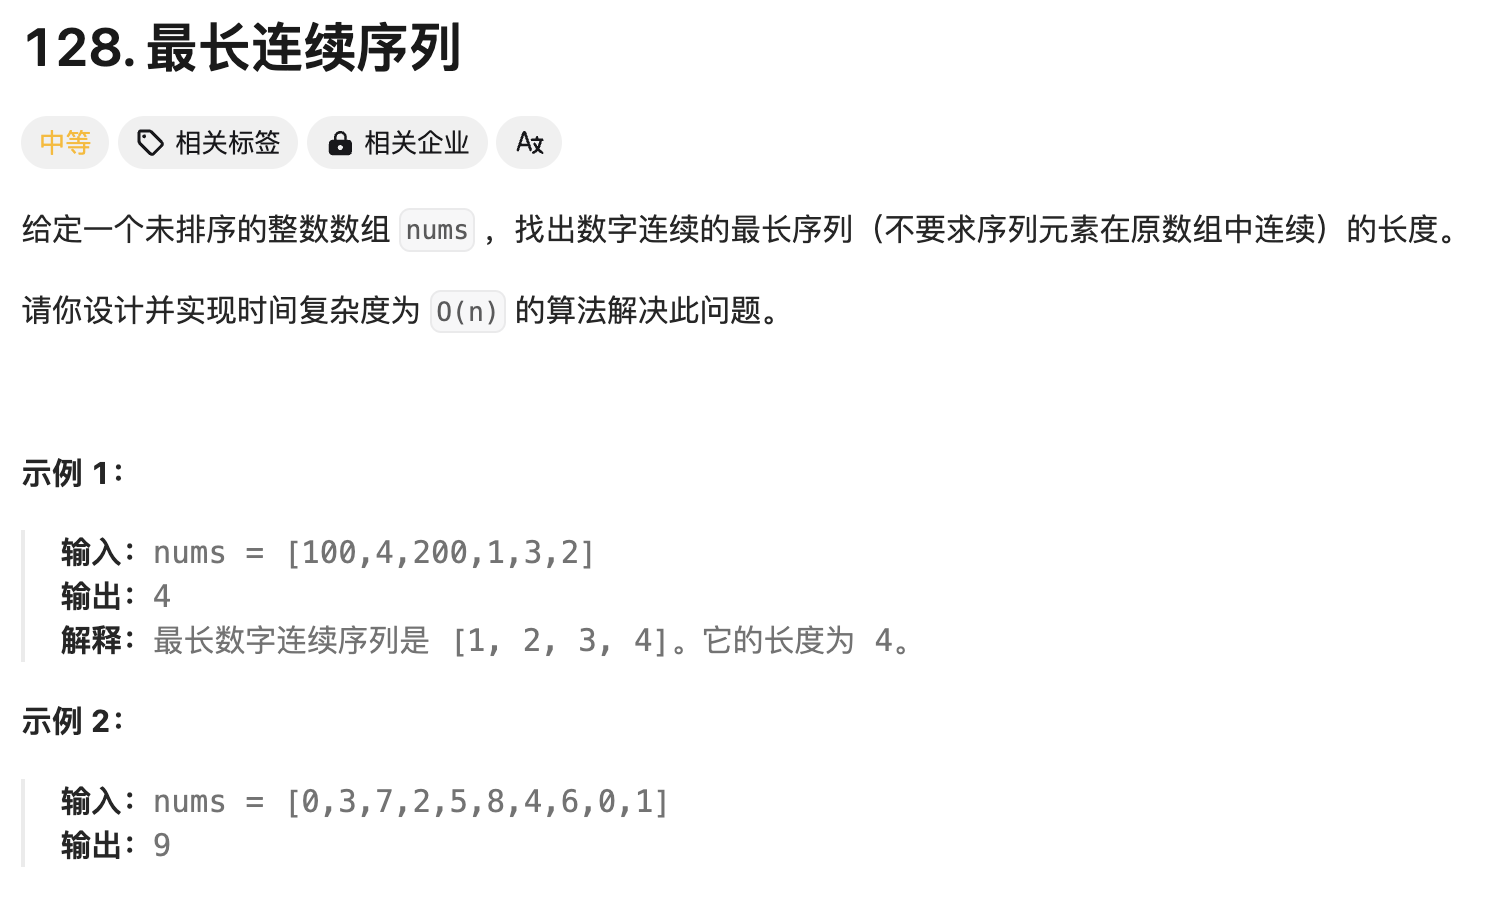 128. 最长连续序列
中等 相关标签 相关企业
给定一个未排序的整数数组 nums ，找出数字连续的最长序列（不要求序列元素在原数组中连续）的长度。
请你设计并实现时间复杂度为 O(n) 的算法解决此问题。
示例 1：
输入：nums = [100,4,200,1,3,2]
输出：4
解释：最长数字连续序列是 [1, 2, 3, 4]。它的长度为 4。
示例 2：
输入：nums = [0,3,7,2,5,8,4,6,0,1]
输出：9